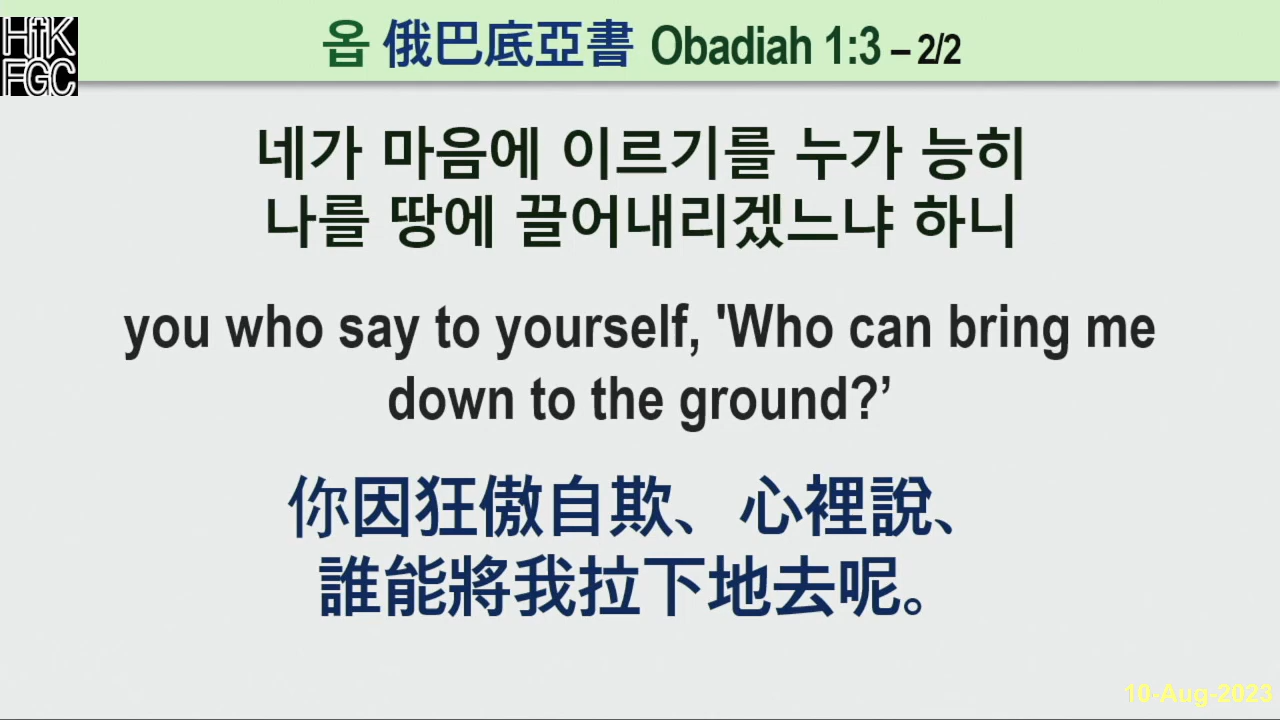 HfK
FGC
옵 俄巴底亞書 Obadiah 1:3 – 2/2
네가 마음에 이르기를 누가 능히
나를 땅에 끌어내리겠느냐 하니
you who say to yourself, 'Who can bring me
down to the ground?’
你因狂傲自欺、心裡說、
誰能將我拉下地去呢。
10-Aug-2023